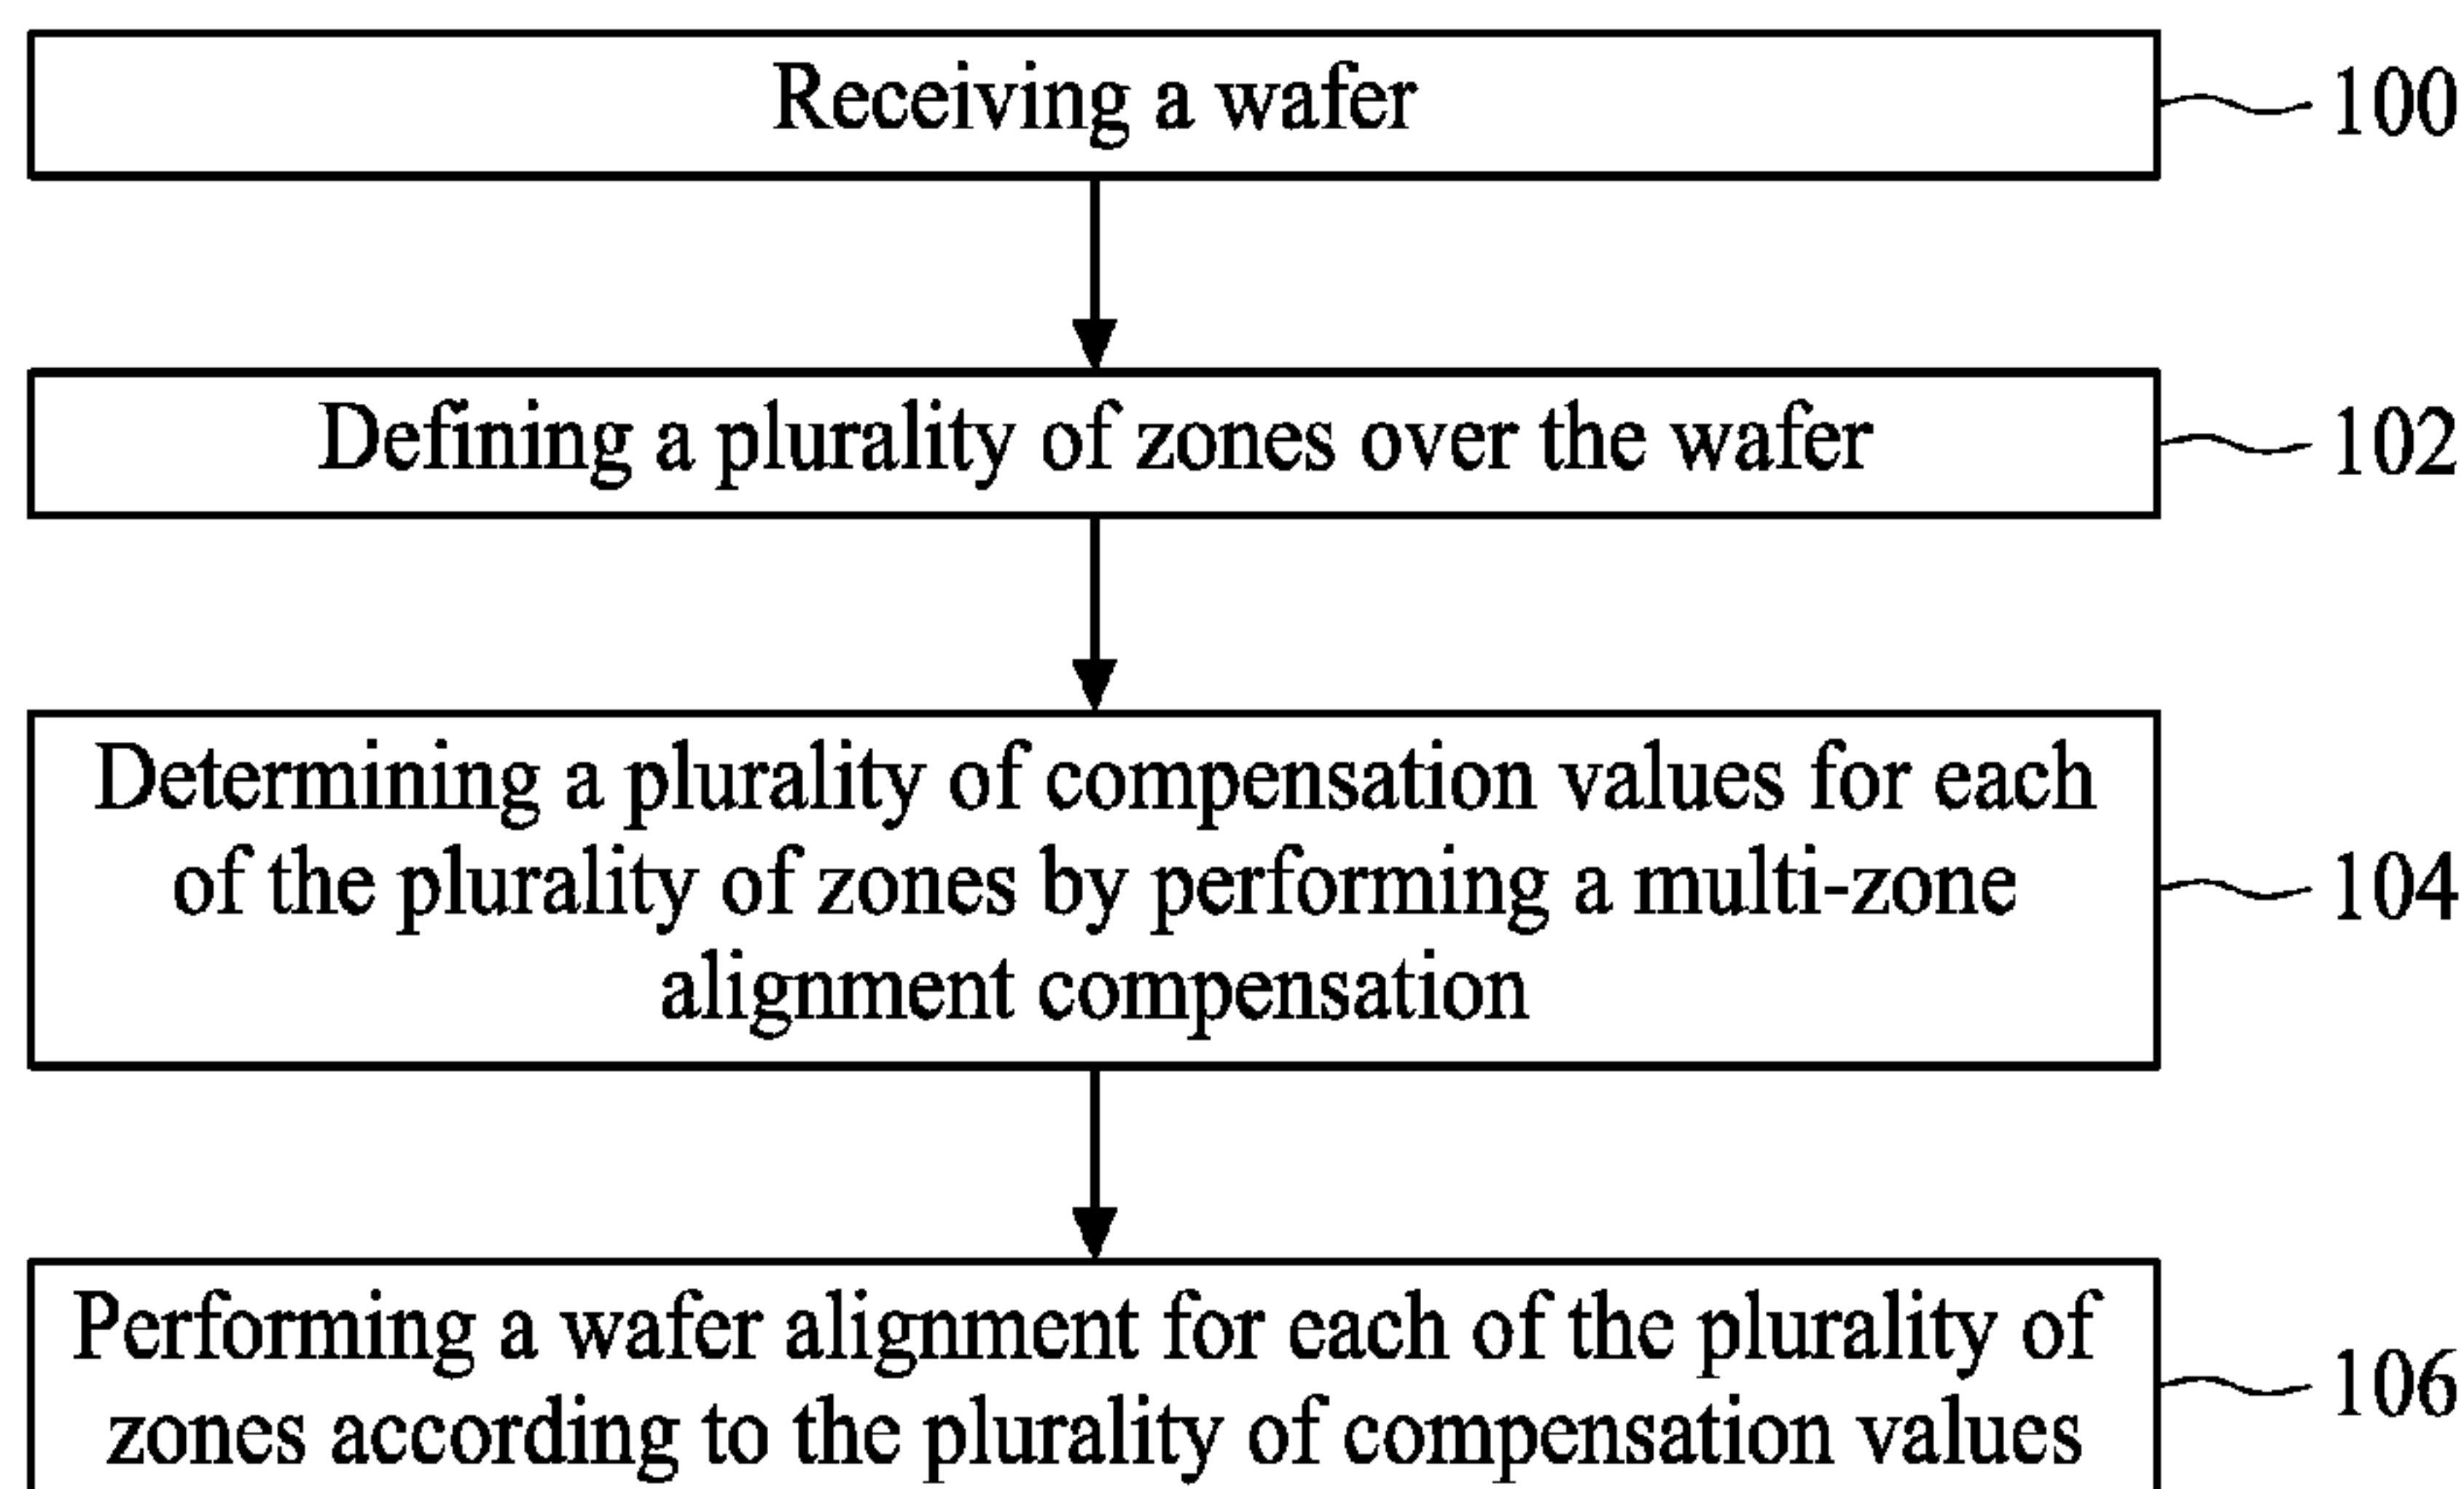 Receiving a wafer
100
Defining a plurality of zones over the wafer
102
Determining a plurality of compensation values for each
of the plurality of zones by performing a multi-zone
alignment compensation
104
Performing a wafer alignment for each of the plurality of
zones according to the plurality of compensation values
106